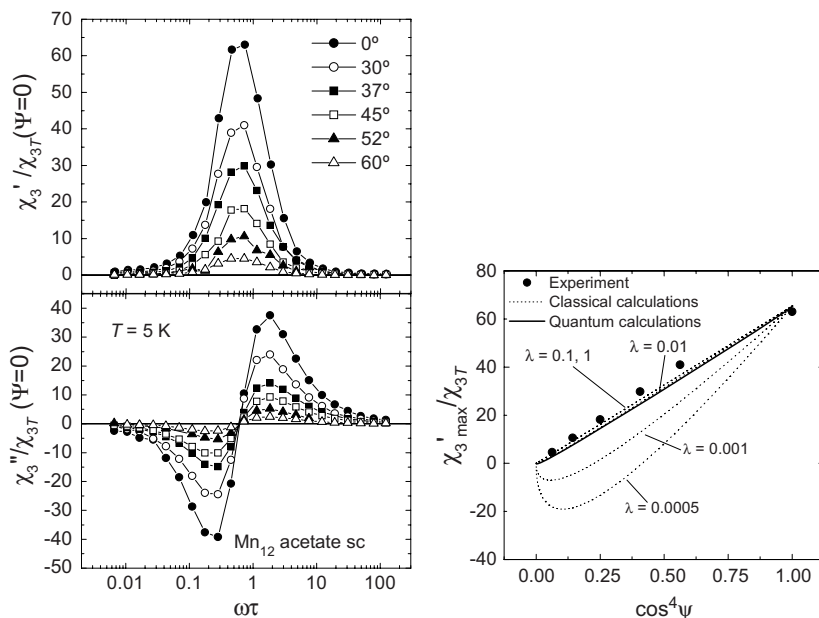 χ3'/χ3T(Ψ=0)
70
60
50
40
30
20
10
0
0º
30º
37º
45º
52º
60º
χ3''/χ3T (Ψ=0)
40
30
20
10
0
-10
-20
-30
-40
-50
T = 5 K
Mn12 acetate sc
0.01
0.1
1
10
100
ωτ
χ3'max/χ3T
80
60
40
20
0
-20
-40
Experiment
Classical calculations
Quantum calculations
λ = 0.1, 1
λ = 0.01
λ = 0.001
λ = 0.0005
0.00
0.25
0.50
0.75
1.00
cos⁴ψ